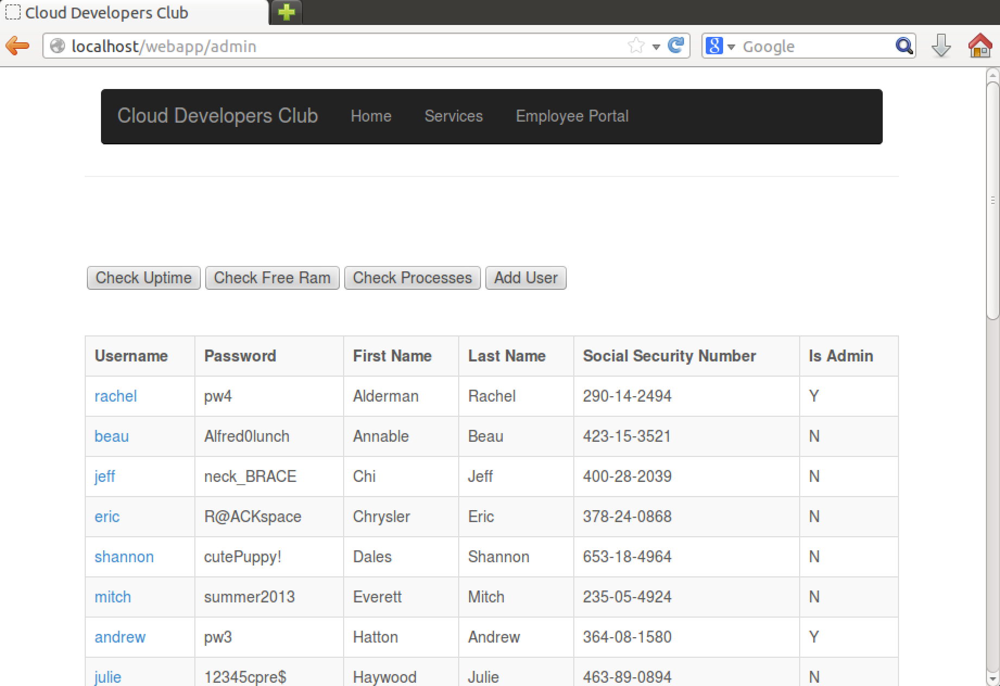 Cloud Developers Club
localhost/webapp/admin
Google
Cloud Developers Club Home Services Employee Portal
Check Uptime Check Free Ram Check Processes Add User
Username Password First Name Last Name Social Security Number Is Admin
rachel pw4 Alderman Rachel 290-14-2494 Y
beau Alfred0lunch Annable Beau 423-15-3521 N
jeff neck_BRACE Chi Jeff 400-28-2039 N
eric R@ACKspace Chrysler Eric 378-24-0868 N
shannon cutePuppy! Dales Shannon 653-18-4964 N
mitch summer2013 Everett Mitch 235-05-4924 N
andrew pw3 Hatton Andrew 364-08-1580 Y
julie 12345cpre$ Haywood Julie 463-89-0894 N